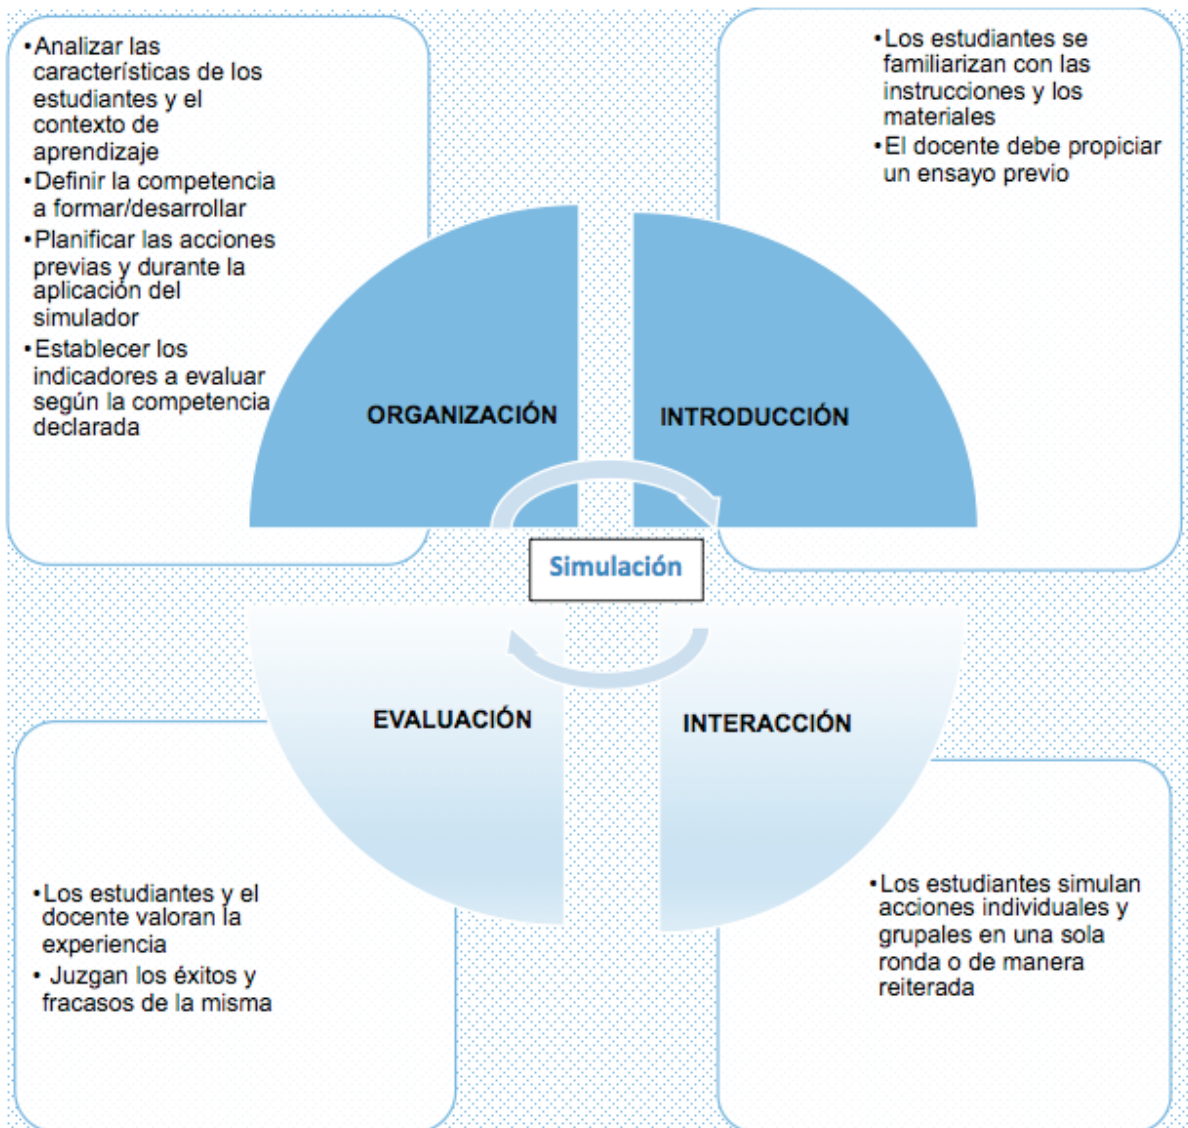 •Analizar las
características de los
estudiantes y el
contexto de
aprendizaje
•Definir la competencia
a formar/desarrollar
•Planificar las acciones
previas y durante la
aplicación del
simulador
•Establecer los
indicadores a evaluar
según la competencia
declarada
•Los estudiantes se
familiarizan con las
instrucciones y los
materiales
•El docente debe propiciar
un ensayo previo
ORGANIZACIÓN
INTRODUCCIÓN
Simulación
EVALUACIÓN
INTERACCIÓN
•Los estudiantes y el
docente valoran la
experiencia
• Juzgan los éxitos y
fracasos de la misma
•Los estudiantes simulan
acciones individuales y
grupales en una sola
ronda o de manera
reiterada